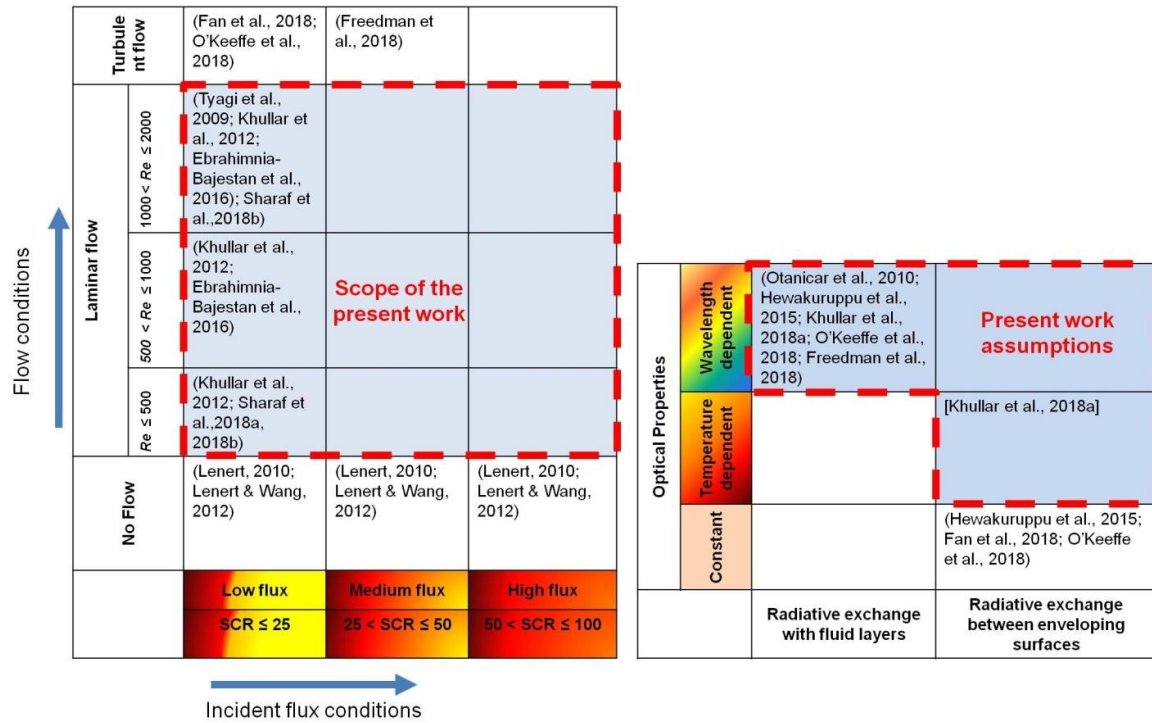 Flow conditions
Turbule
nt flow
(Fan et al., 2018;
O'Keeffe et al.,
2018)
(Freedman
et al., 2018)
Laminar flow
1000 < Re ≤ 2000
(Tyagi et al.,
2009; Khullar
et al., 2012;
Ebrahimnia-
Bajestan et al.,
2016); Sharaf
et al.,2018b)
500 < Re ≤ 1000
(Khullar et al.,
2012;
Ebrahimnia-
Bajestan et al.,
2016)
Scope of the
present work
Re ≤ 500
(Khullar et al.,
2012; Sharaf et
al.,2018a,
2018b)
No Flow
(Lenert, 2010;
Lenert & Wang,
2012)
(Lenert, 2010;
Lenert & Wang,
2012)
(Lenert, 2010;
Lenert & Wang,
2012)
Low flux
Medium flux
High flux
SCR ≤ 25
25 < SCR ≤ 50
50 < SCR ≤ 100
Incident flux conditions
Optical Properties
Wavelength
dependent
(Otanicar et al., 2010;
Hewakuruppu et al.,
2015; Khullar et al.,
2018a; O'Keeffe et al.,
2018; Freedman et al.,
2018)
Present work
assumptions
Temperature
dependent
[Khullar et al., 2018a]
Constant
(Hewakuruppu et al., 2015;
Fan et al., 2018; O'Keeffe
et al., 2018)
Radiative exchange
with fluid layers
Radiative exchange
between enveloping
surfaces